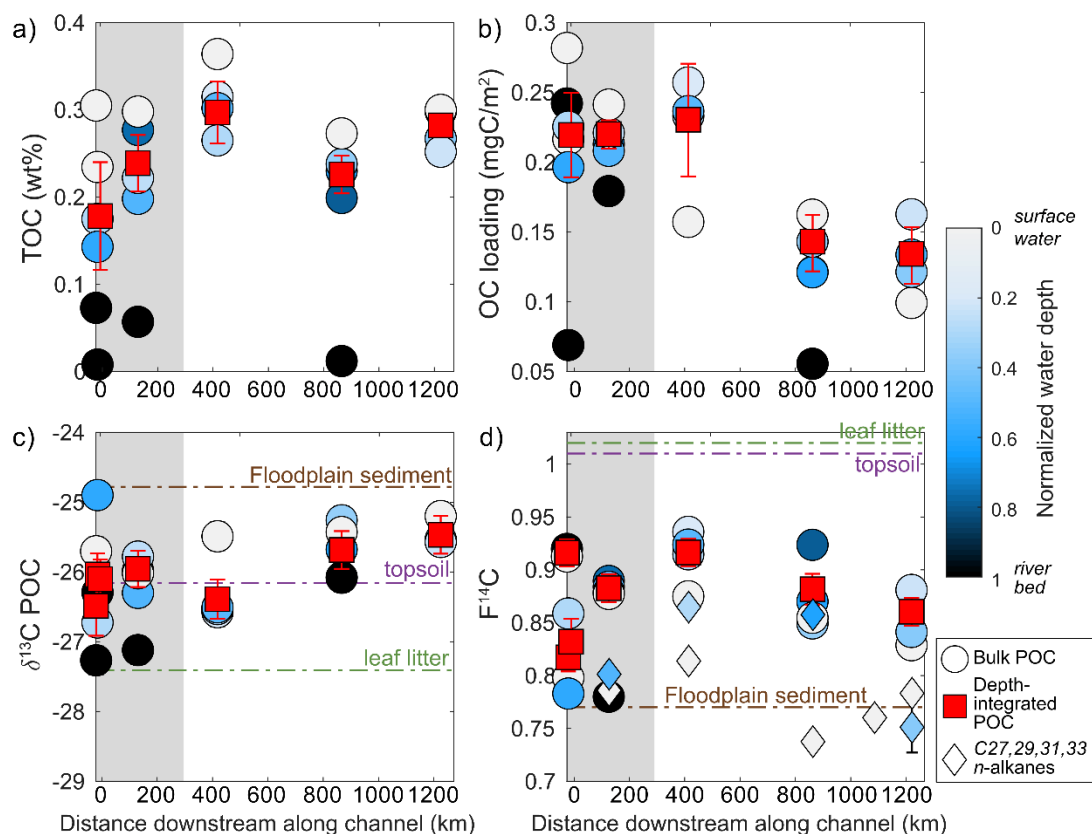 a)
TOC (wt%)
0.4
0.3
0.2
0.1
0
0 200 400 600 800 1000 1200
b)
OC loading (mgC/m²)
0.3
0.25
0.2
0.15
0.1
0.05
0 200 400 600 800 1000 1200
c)
δ¹³C POC
-24
-25
-26
-27
-28
-29
Floodplain sediment
topsoil
leaf litter
0 200 400 600 800 1000 1200
Distance downstream along channel (km)
d)
F¹⁴C
1
0.95
0.9
0.85
0.8
0.75
0.7
leaf litter
topsoil
Floodplain sediment
0 200 400 600 800 1000 1200
Distance downstream along channel (km)
Normalized water depth
0 surface
water
0.2
0.4
0.6
0.8
1 river
bed
Bulk POC
Depth-
integrated
POC
C27,29,31,33
n-alkanes